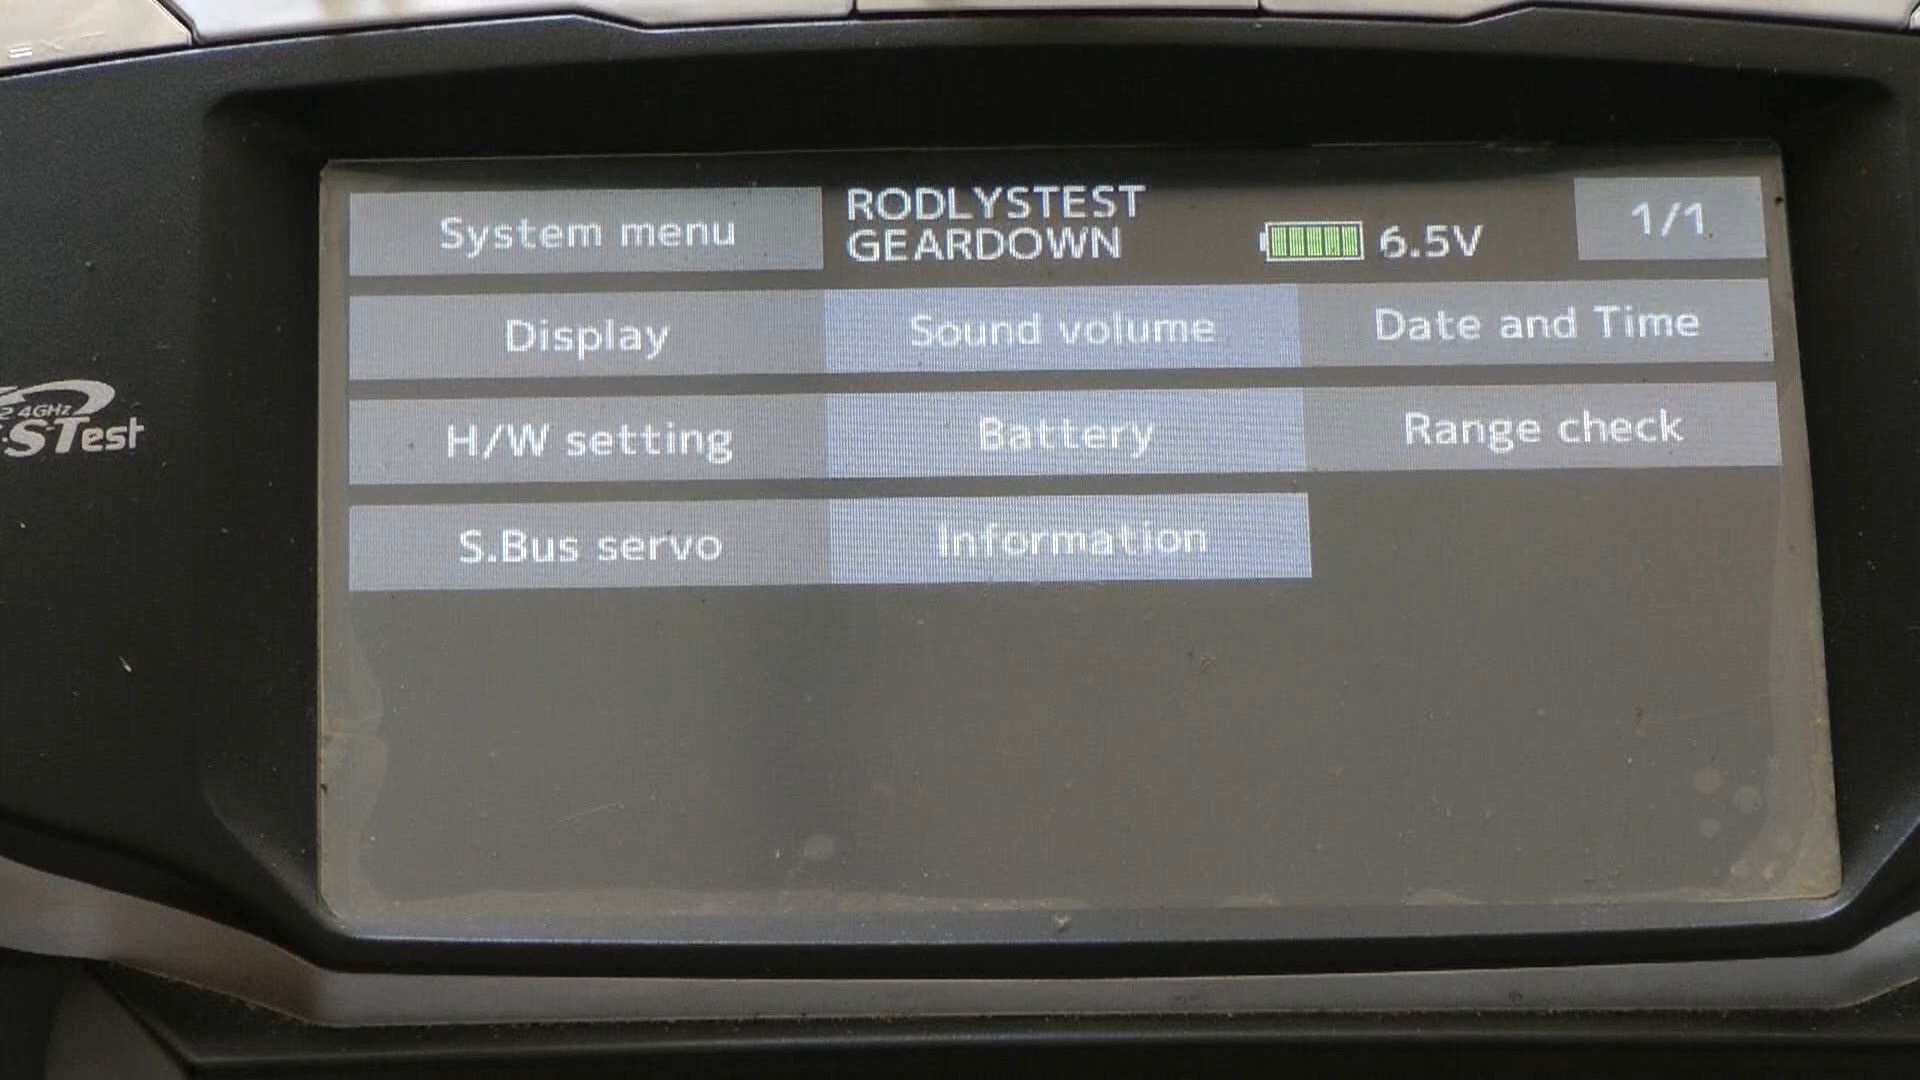 EXT
System menu
RODLYSTEST
GEARDOWN
6.5V
1/1
Display
Sound volume
Date and Time
H/W setting
Battery
Range check
S.Bus servo
Information
2.4GHz
STest